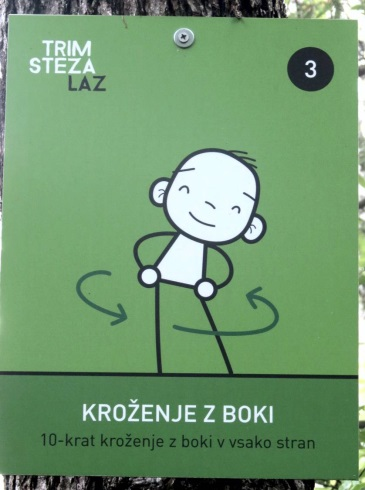 TRIM
STEZA
LAZ
3
KROŽENJE Z BOKI
10-krat kroženje z boki v vsako stran